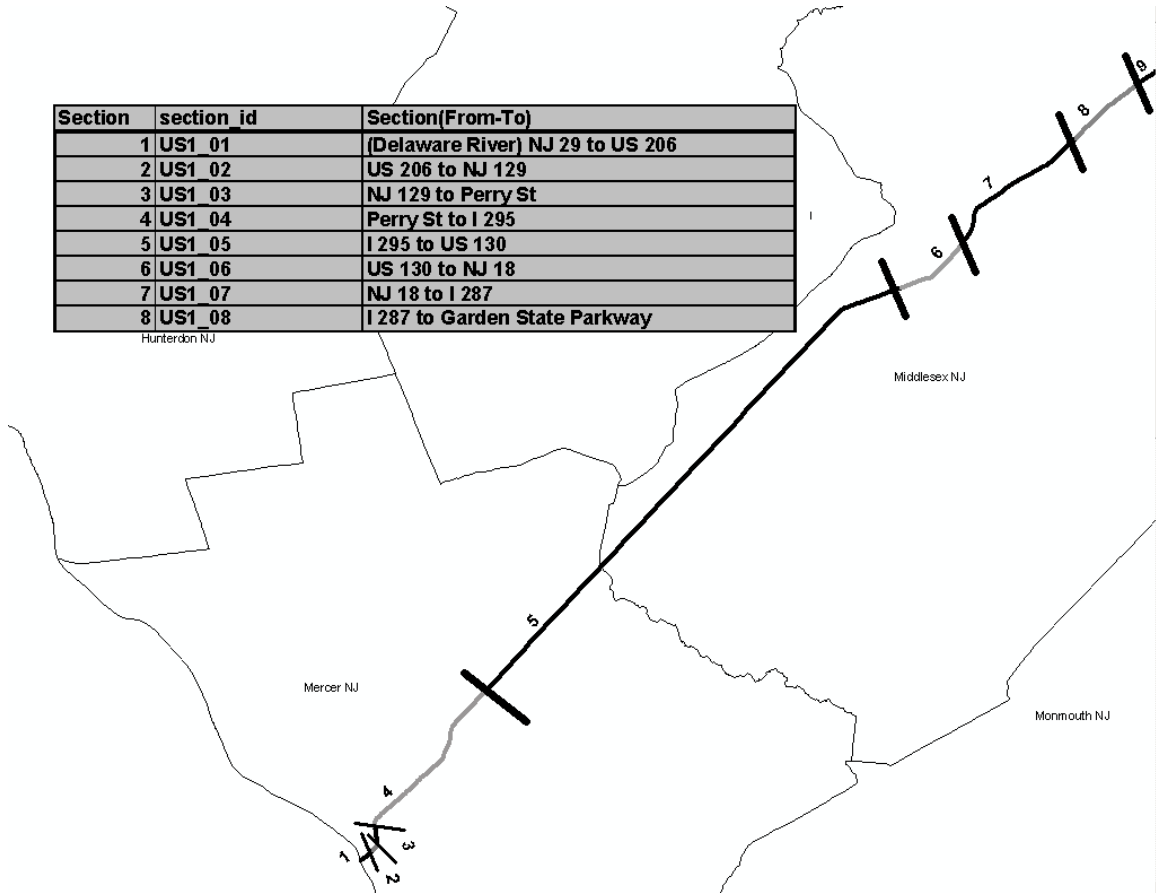 Section section_id Section(From-To)
1 US1_01 (Delaware River) NJ 29 to US 206
2 US1_02 US 206 to NJ 129
3 US1_03 NJ 129 to Perry St
4 US1_04 Perry St to I 295
5 US1_05 I 295 to US 130
6 US1_06 US 130 to NJ 18
7 US1_07 NJ 18 to I 287
8 US1_08 I 287 to Garden State Parkway
9
8
7
6
Hunterdon NJ
Middlesex NJ
5
Mercer NJ
Monmouth NJ
4
3
1
2